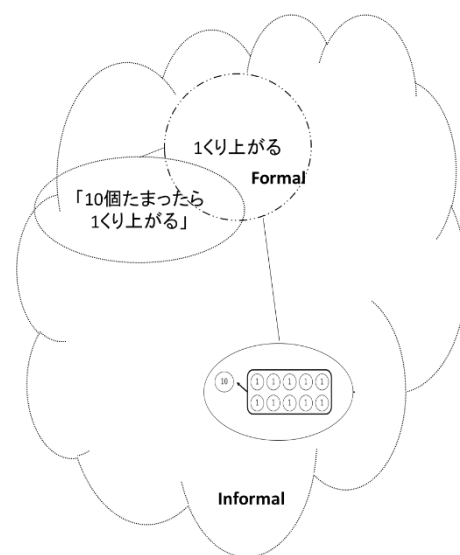 1くり上がる
Formal
「10個たまったら
1くり上がる」
10 1 1 1 1 1
1 1 1 1 1
Informal